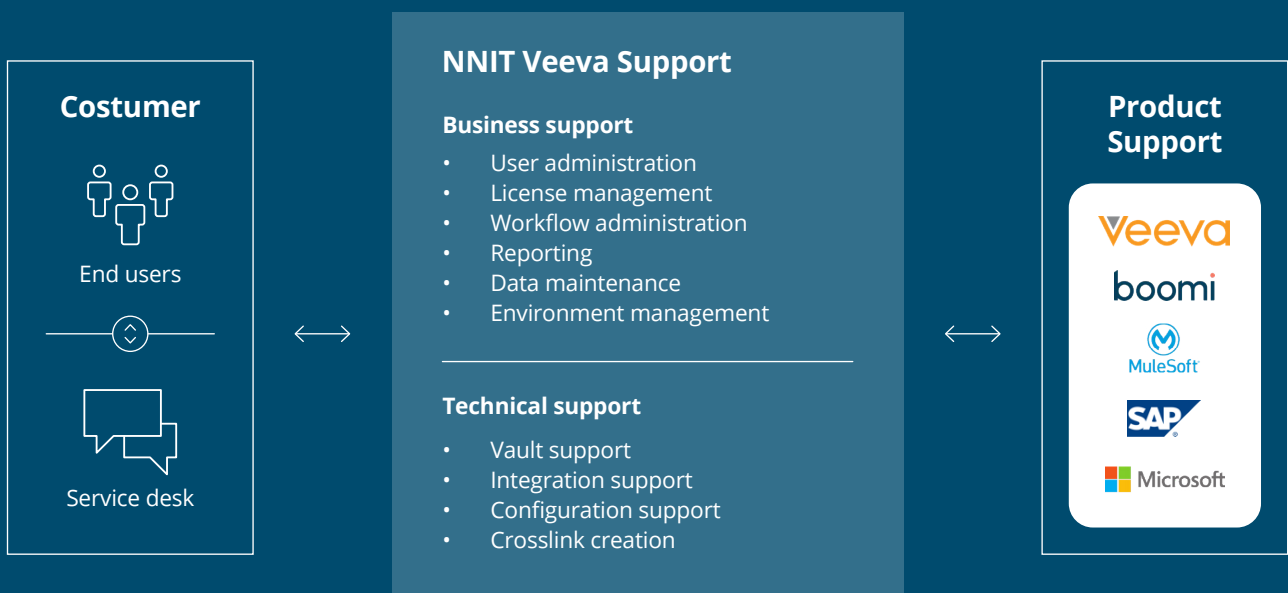 Costumer
End users
Service desk
NNIT Veeva Support
Business support
• User administration
• License management
• Workflow administration
• Reporting
• Data maintenance
• Environment management
Technical support
• Vault support
• Integration support
• Configuration support
• Crosslink creation
Product
Support
Veeva
boomi
MuleSoft
SAP
®
Microsoft